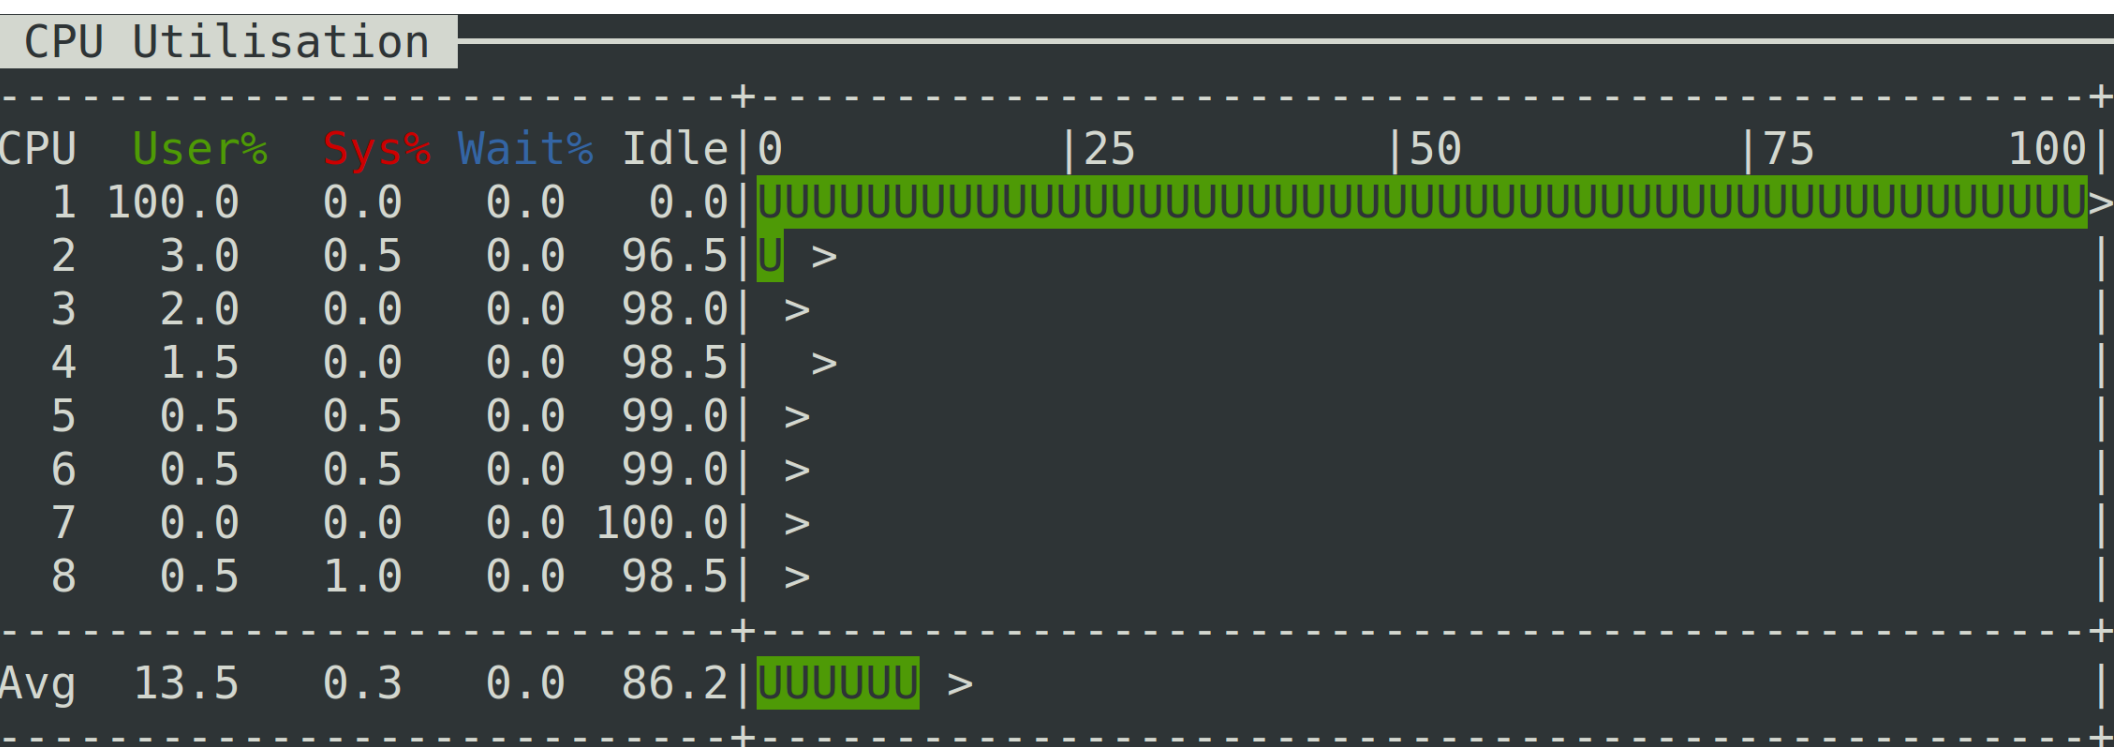 CPU Utilisation
---------------------------+-------------------------------------------------+
CPU  User%  Sys% Wait% Idle|0          |25         |50          |75       100|
  1 100.0   0.0   0.0   0.0|UUUUUUUUUUUUUUUUUUUUUUUUUUUUUUUUUUUUUUUUUUUUUUUUU>
  2   3.0   0.5   0.0  96.5|U >                                              |
  3   2.0   0.0   0.0  98.0| >                                               |
  4   1.5   0.0   0.0  98.5|  >                                              |
  5   0.5   0.5   0.0  99.0| >                                               |
  6   0.5   0.5   0.0  99.0| >                                               |
  7   0.0   0.0   0.0 100.0| >                                               |
  8   0.5   1.0   0.0  98.5| >                                               |
---------------------------+-------------------------------------------------+
Avg  13.5   0.3   0.0  86.2|UUUUUU >                                         |
---------------------------+-------------------------------------------------+